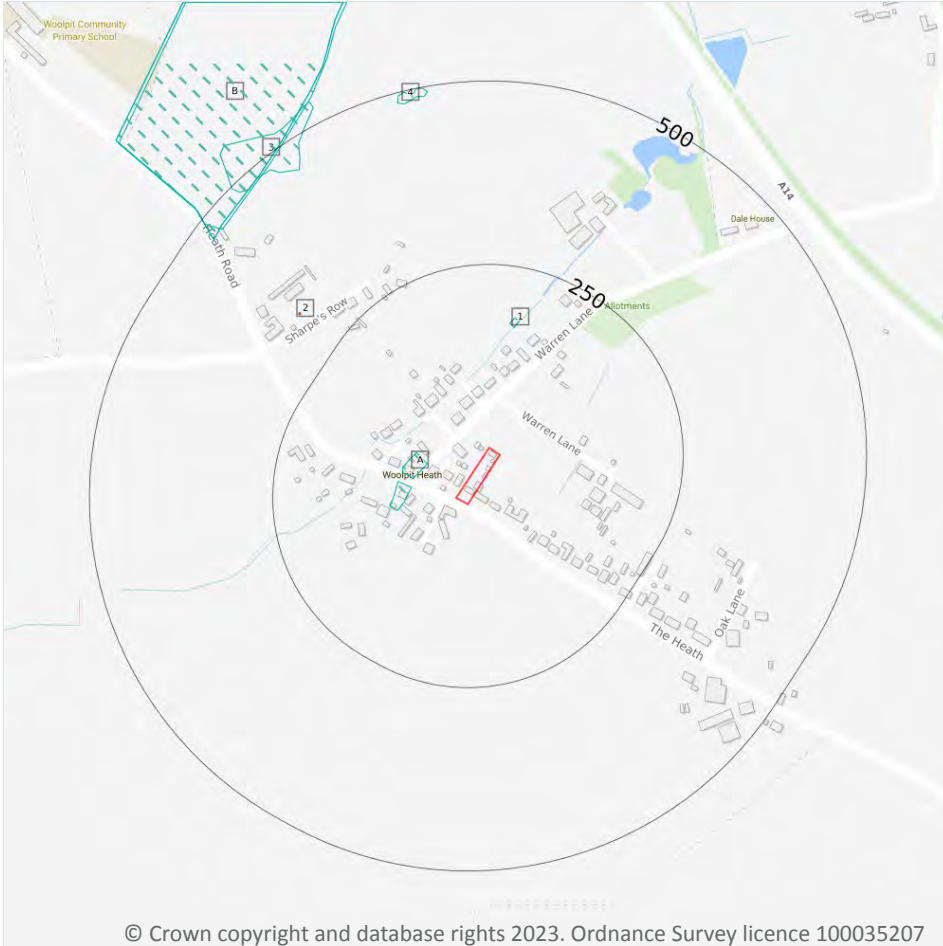 Woolpit Community
Primary School
B
4
3
500
A14
Dale House
Heath Road
250
Allotments
2
Sharpe's Row
1
Warren Lane
Warren Lane
A
Woolpit Heath
Oak Lane
The Heath
© Crown copyright and database rights 2023. Ordnance Survey licence 100035207